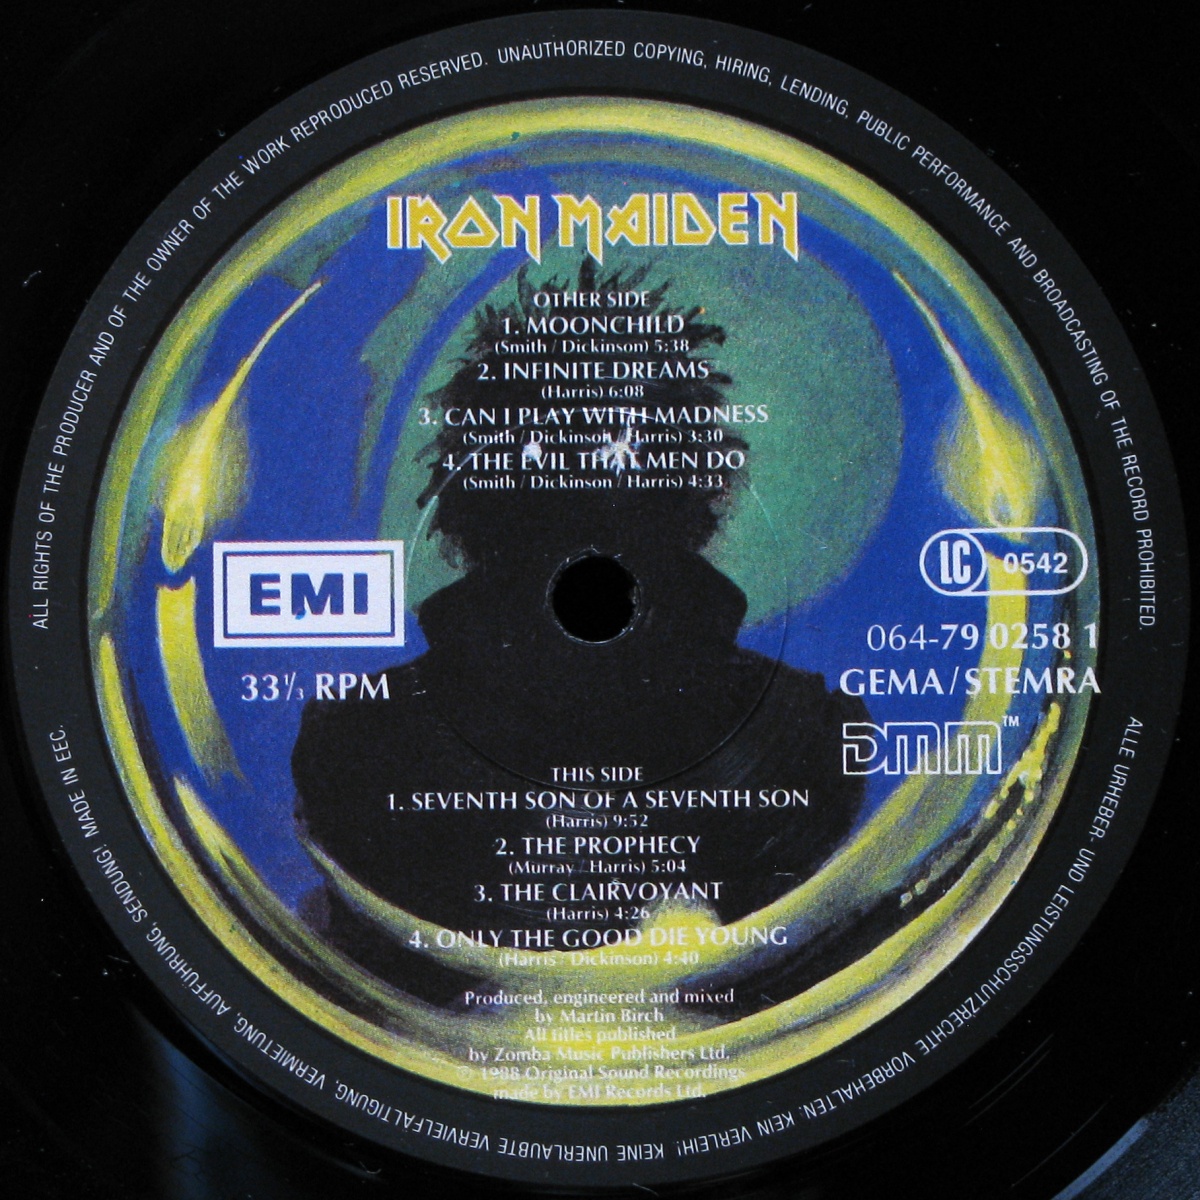 ALL RIGHTS OF THE PRODUCER AND OF THE OWNER OF THE WORK REPRODUCED RESERVED. UNAUTHORIZED COPYING, HIRING, LENDING, PUBLIC PERFORMANCE AND BROADCASTING OF THE RECORD PROHIBITED.
IRON MAIDEN
OTHER SIDE
1. MOONCHILD
(Smith / Dickinson) 5:38
2. INFINITE DREAMS
(Harris) 6:08
3. CAN I PLAY WITH MADNESS
(Smith / Dickinson / Harris) 3:30
4. THE EVIL THAT MEN DO
(Smith / Dickinson / Harris) 4:33
EMI
33⅓ RPM
LC 0542
064-79 0258 1
GEMA/STEMRA
DMM™
THIS SIDE
1. SEVENTH SON OF A SEVENTH SON
(Harris) 9:52
2. THE PROPHECY
(Murray / Harris) 5:04
3. THE CLAIRVOYANT
(Harris) 4:26
4. ONLY THE GOOD DIE YOUNG
(Harris / Dickinson) 4:40
Produced, engineered and mixed
by Martin Birch
All titles published
by Zomba Music Publishers Ltd.
© 1988 Original Sound Recordings
made by EMI Records Ltd.
ALLE URHEBER- UND LEISTUNGSSCHUTZRECHTE VORBEHALTEN. KEIN VERLEIH! KEINE UNERLAUBTE VERVIELFÄLTIGUNG, VERMIETUNG, AUFFÜHRUNG, SENDUNG! MADE IN EEC.